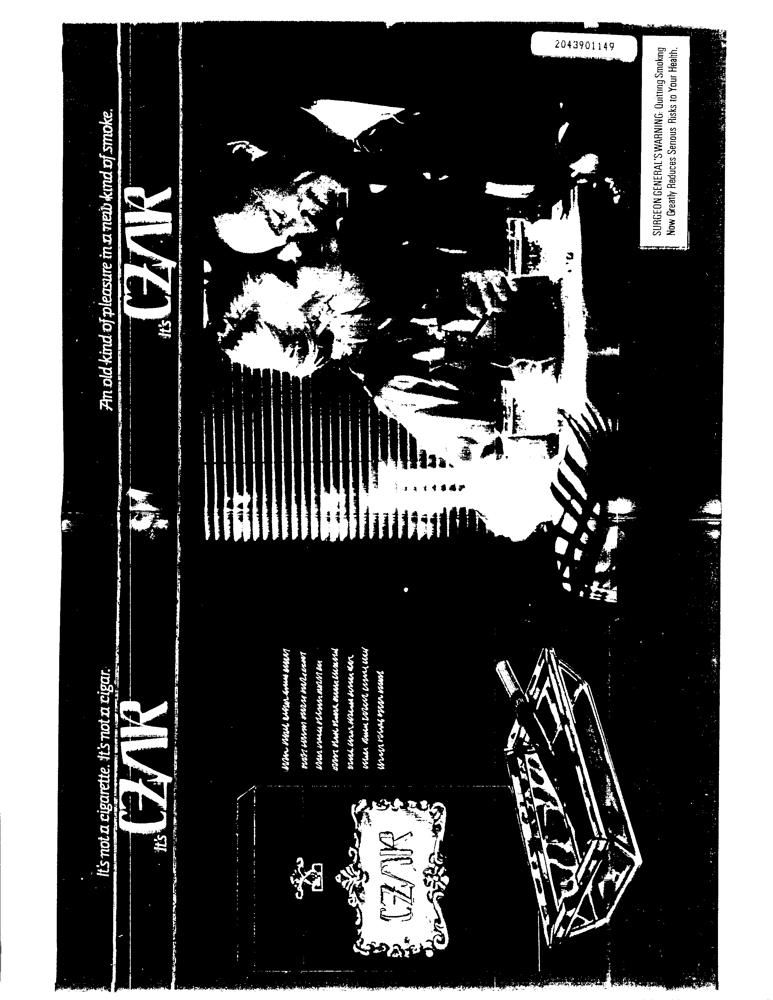 It's not a cigarette. It's not a cigar.
It's CZAR
An old kind of pleasure in a new kind of smoke.
It's CZAR
CZAR
SURGEON GENERAL'S WARNING: Quitting Smoking
Now Greatly Reduces Serious Risks to Your Health.
2043901149